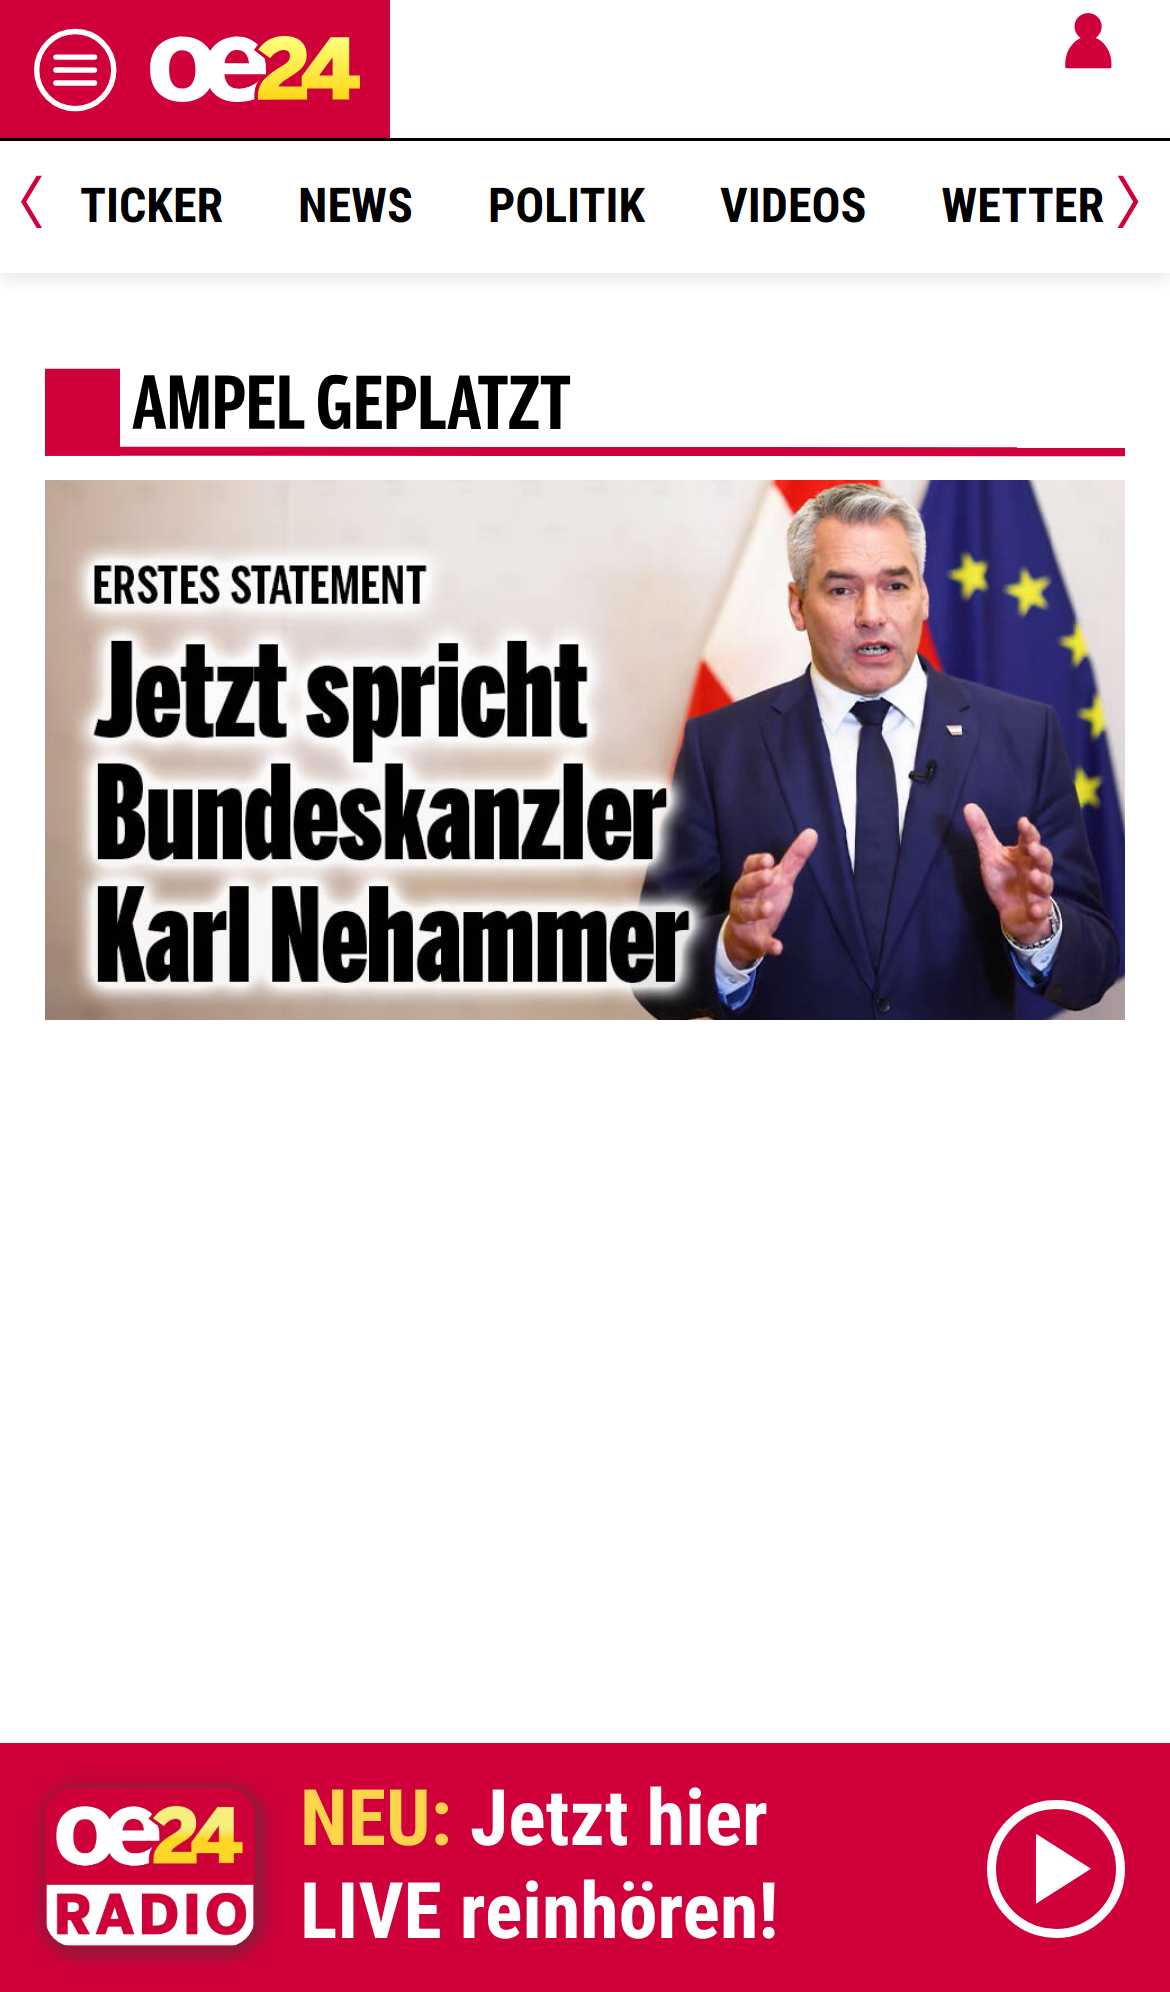 oe24
TICKER NEWS POLITIK VIDEOS WETTER
AMPEL GEPLATZT
ERSTES STATEMENT
Jetzt spricht
Bundeskanzler
Karl Nehammer
oe24
RADIO
NEU: Jetzt hier
LIVE reinhören!